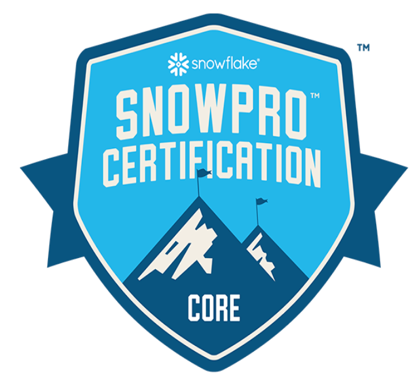 ™
snowflake®
SNOWPRO™
CERTIFICATION
CORE